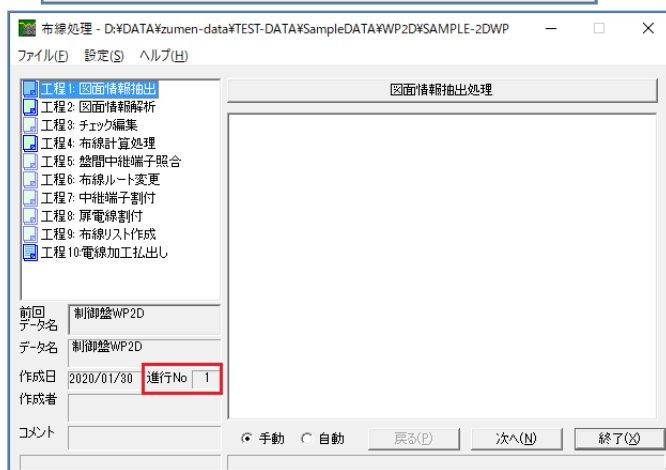 布線処理 - D:¥DATA¥zumen-data¥TEST-DATA¥SampleDATA¥WP2D¥SAMPLE-2DWP
ファイル(F) 設定(S) ヘルプ(H)
工程1: 図面情報抽出
工程2: 図面情報解析
工程3: チェック編集
工程4: 布線計算処理
工程5: 盤間中継端子照合
工程6: 布線ルート変更
工程7: 中継端子割付
工程8: 扉電線割付
工程9: 布線リスト作成
工程10:電線加工払出し
図面情報抽出処理
前回データ名 制御盤WP2D
データ名 制御盤WP2D
作成日 2020/01/30 進行No 1
作成者
コメント
手動 自動 戻る(P) 次へ(N) 終了(X)